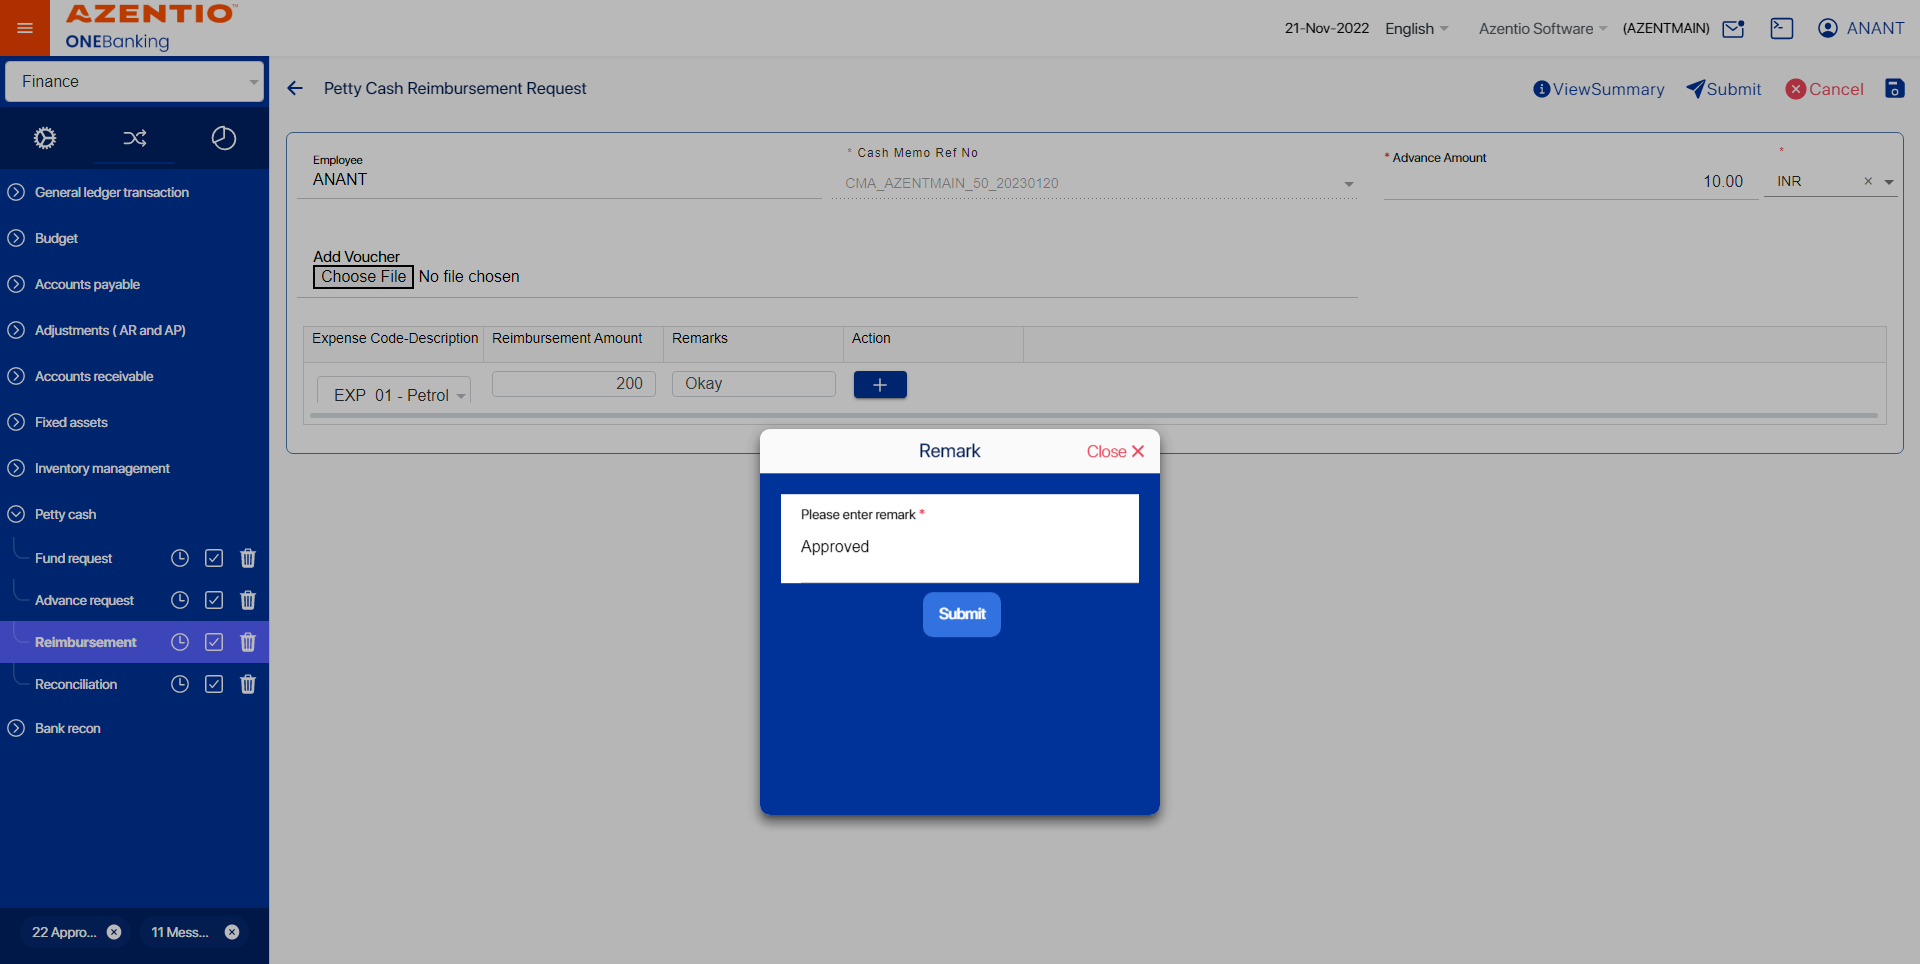 AZENTIO™
ONEBanking
21-Nov-2022 English Azentio Software (AZENTMAIN) ANANT
Finance
Petty Cash Reimbursement Request
ViewSummary Submit Cancel
General ledger transaction
Budget
Accounts payable
Adjustments ( AR and AP)
Accounts receivable
Fixed assets
Inventory management
Petty cash
Fund request
Advance request
Reimbursement
Reconciliation
Bank recon
22 Appro... 11 Mess...
Employee
ANANT
* Cash Memo Ref No
CMA_AZENTMAIN_50_20230120
* Advance Amount
10.00
*
INR ×
Add Voucher
Choose File No file chosen
Expense Code-Description Reimbursement Amount Remarks Action
EXP 01 - Petrol 200 Okay +
Remark Close ×
Please enter remark *
Approved
Submit